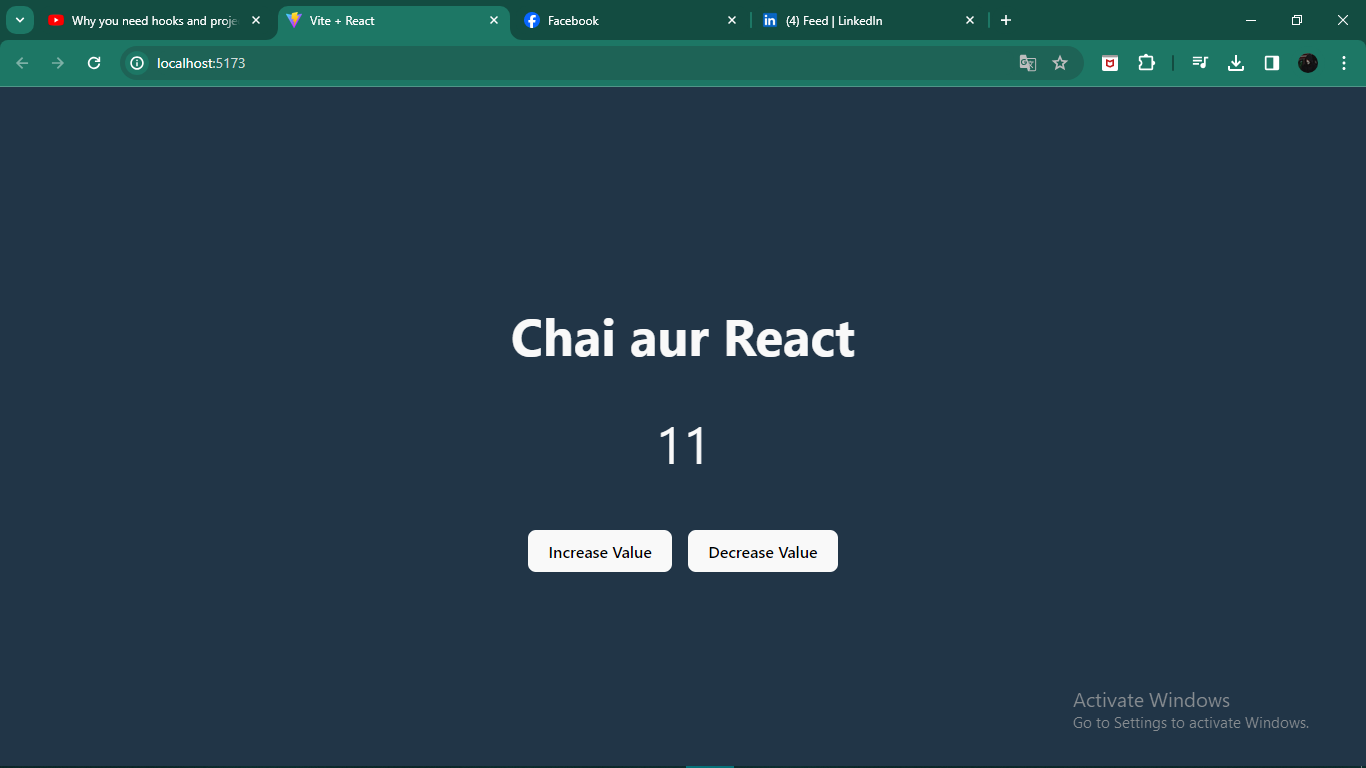 Why you need hooks and proje
Vite + React
Facebook
(4) Feed | LinkedIn
localhost:5173
Chai aur React
11
Increase Value
Decrease Value
Activate Windows
Go to Settings to activate Windows.